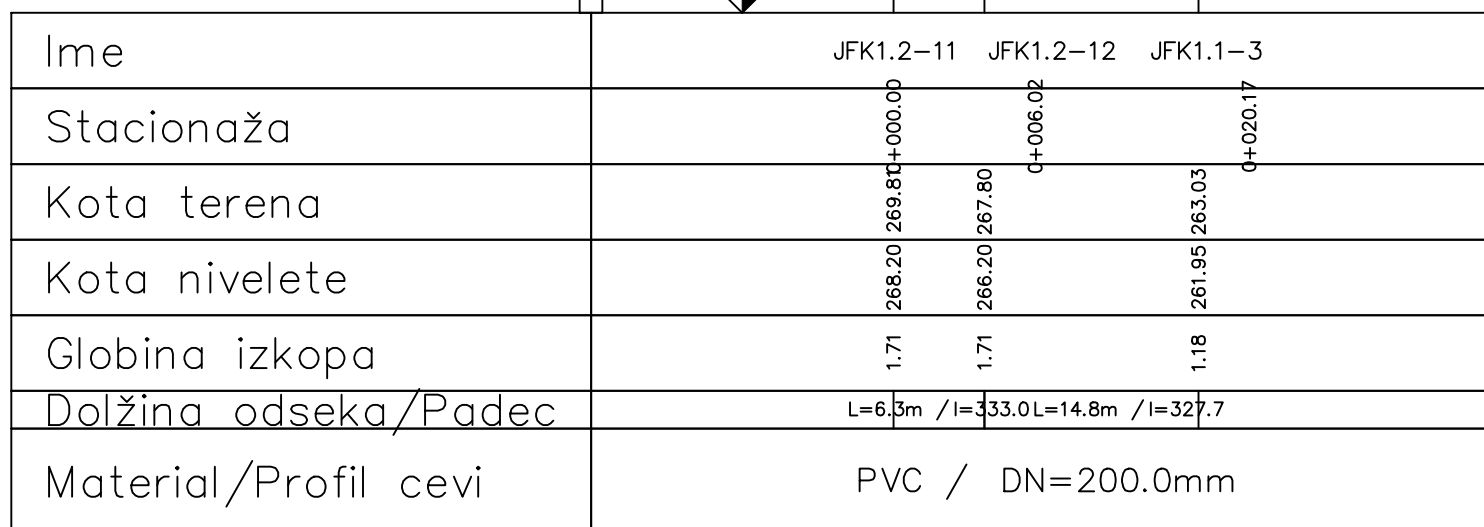 Ime JFK1.2-11 JFK1.2-12 JFK1.1-3
Stacionaža 0+000.00 0+006.02 0+020.17
Kota terena 269.81 267.80 263.03
Kota nivelete 268.20 266.20 261.95
Globina izkopa 1.71 1.71 1.18
Dolžina odseka/Padec L=6.3m /I=333.0 L=14.8m /I=327.7
Material/Profil cevi PVC / DN=200.0mm